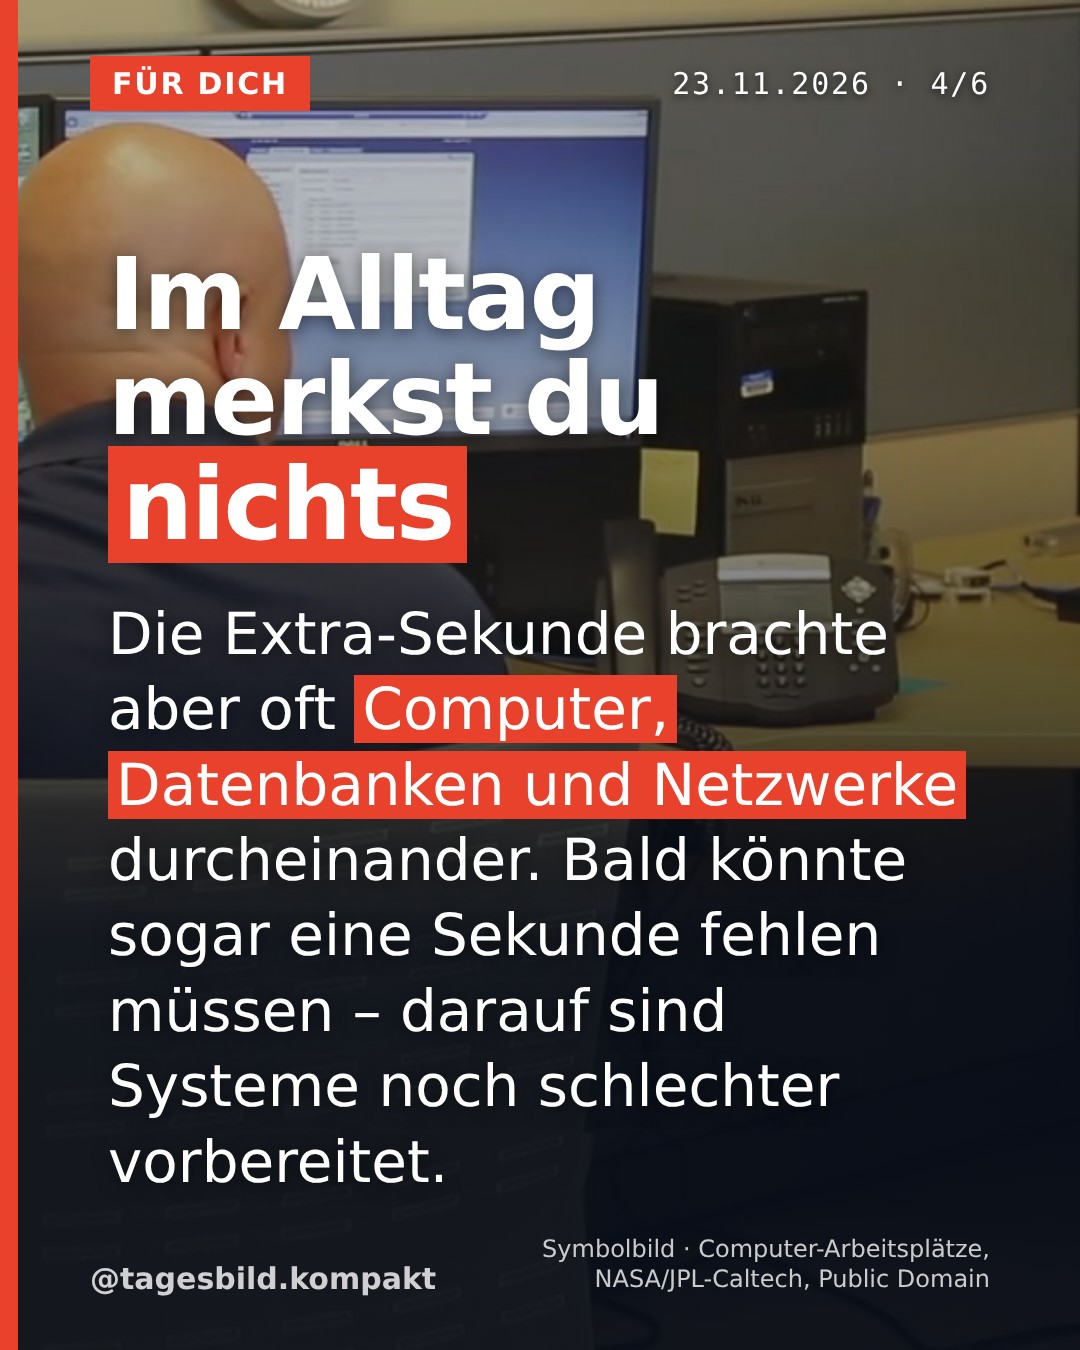 FÜR DICH
23.11.2026 · 4/6
Im Alltag
merkst du
nichts
Die Extra-Sekunde brachte
aber oft Computer,
Datenbanken und Netzwerke
durcheinander. Bald könnte
sogar eine Sekunde fehlen
müssen – darauf sind
Systeme noch schlechter
vorbereitet.
@tagesbild.kompakt
Symbolbild · Computer-Arbeitsplätze,
NASA/JPL-Caltech, Public Domain